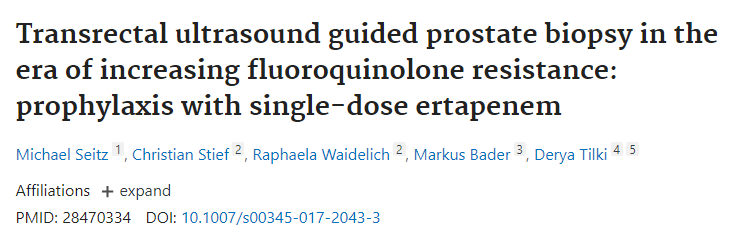 Transrectal ultrasound guided prostate biopsy in the
era of increasing fluoroquinolone resistance:
prophylaxis with single-dose ertapenem
Michael Seitz 1, Christian Stief 2, Raphaela Waidelich 2, Markus Bader 3, Derya Tilki 4 5
Affiliations + expand
PMID: 28470334 DOI: 10.1007/s00345-017-2043-3